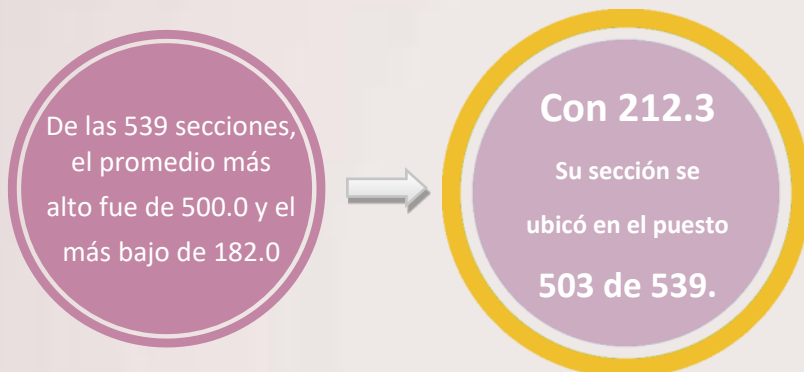 De las 539 secciones,
el promedio más
alto fue de 500.0 y el
más bajo de 182.0
Con 212.3
Su sección se
ubicó en el puesto
503 de 539.